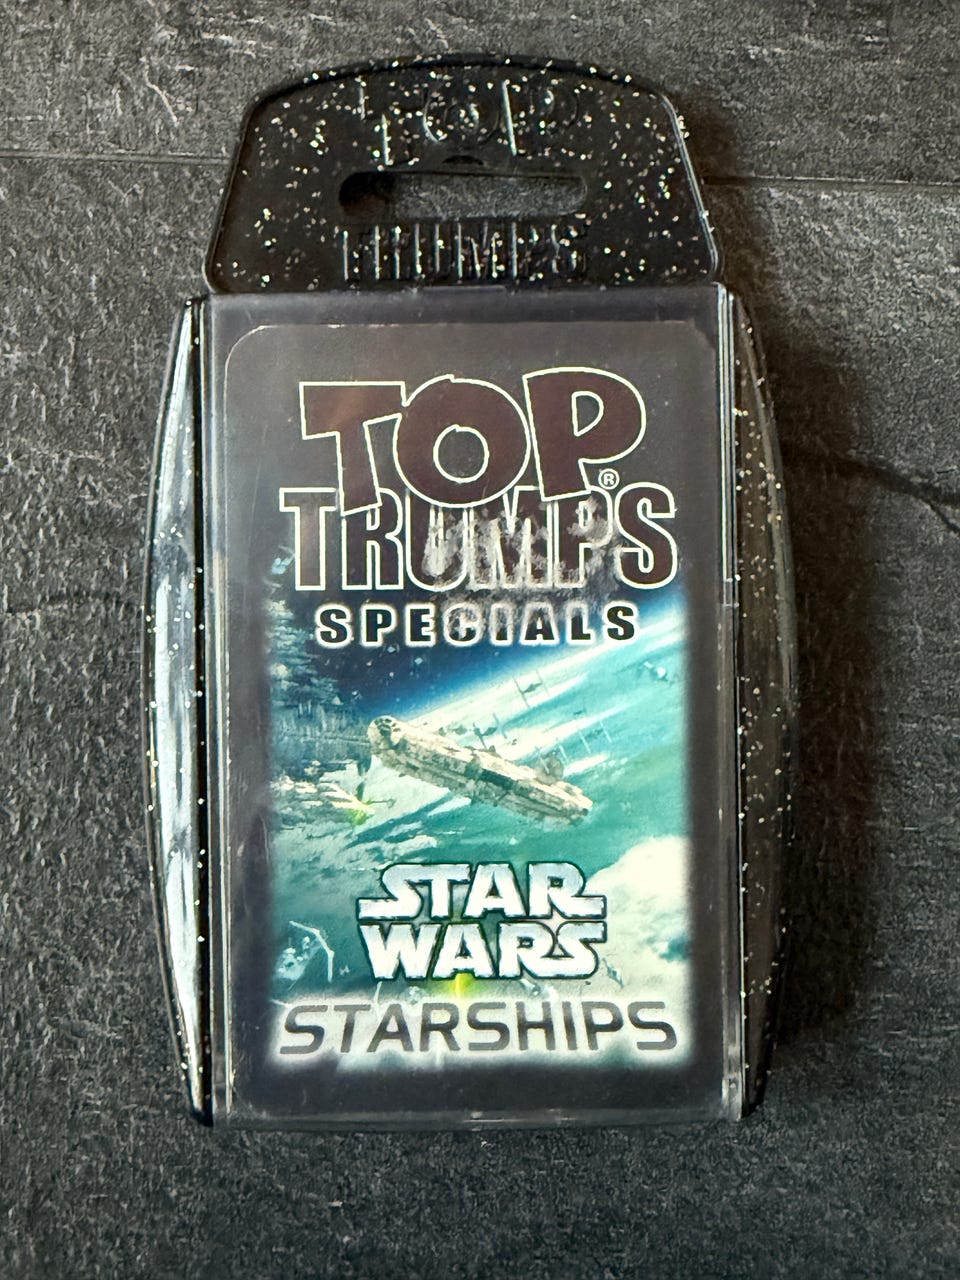 TOP
TRUMPS
TOP
TRUMPS®
SPECIALS
STAR
WARS
STARSHIPS